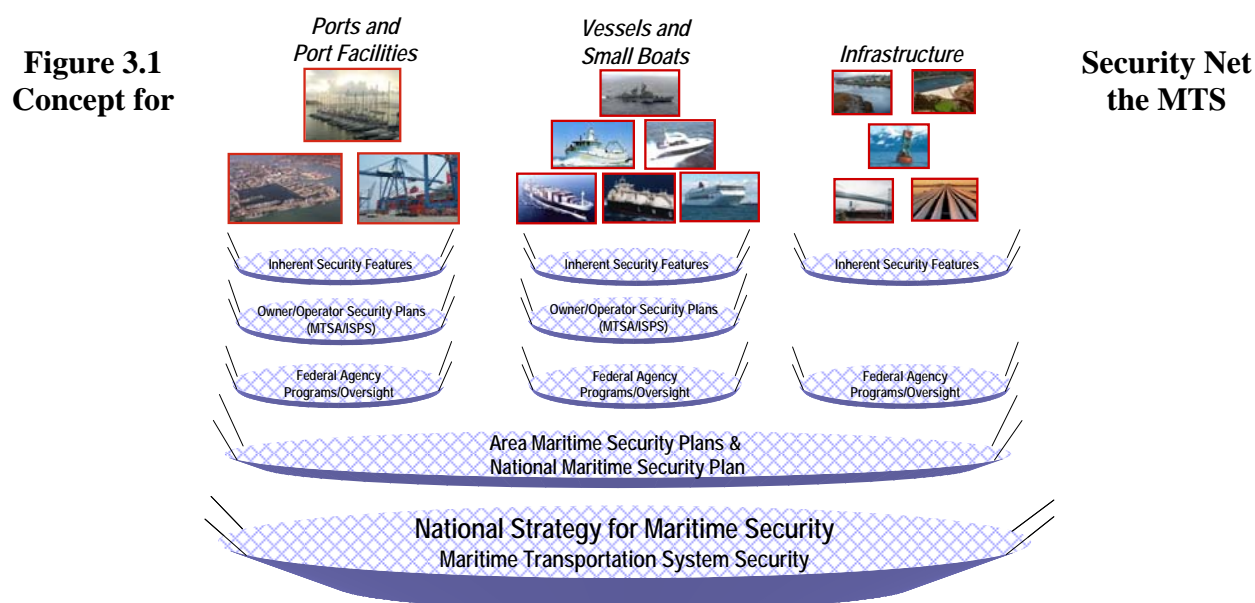 Figure 3.1
Concept for
Security Net
the MTS
Ports and
Port Facilities
Vessels and
Small Boats
Infrastructure
Inherent Security Features
Inherent Security Features
Inherent Security Features
Owner/Operator Security Plans
(MTSA/ISPS)
Owner/Operator Security Plans
(MTSA/ISPS)
Federal Agency
Programs/Oversight
Federal Agency
Programs/Oversight
Federal Agency
Programs/Oversight
Area Maritime Security Plans &
National Maritime Security Plan
National Strategy for Maritime Security
Maritime Transportation System Security